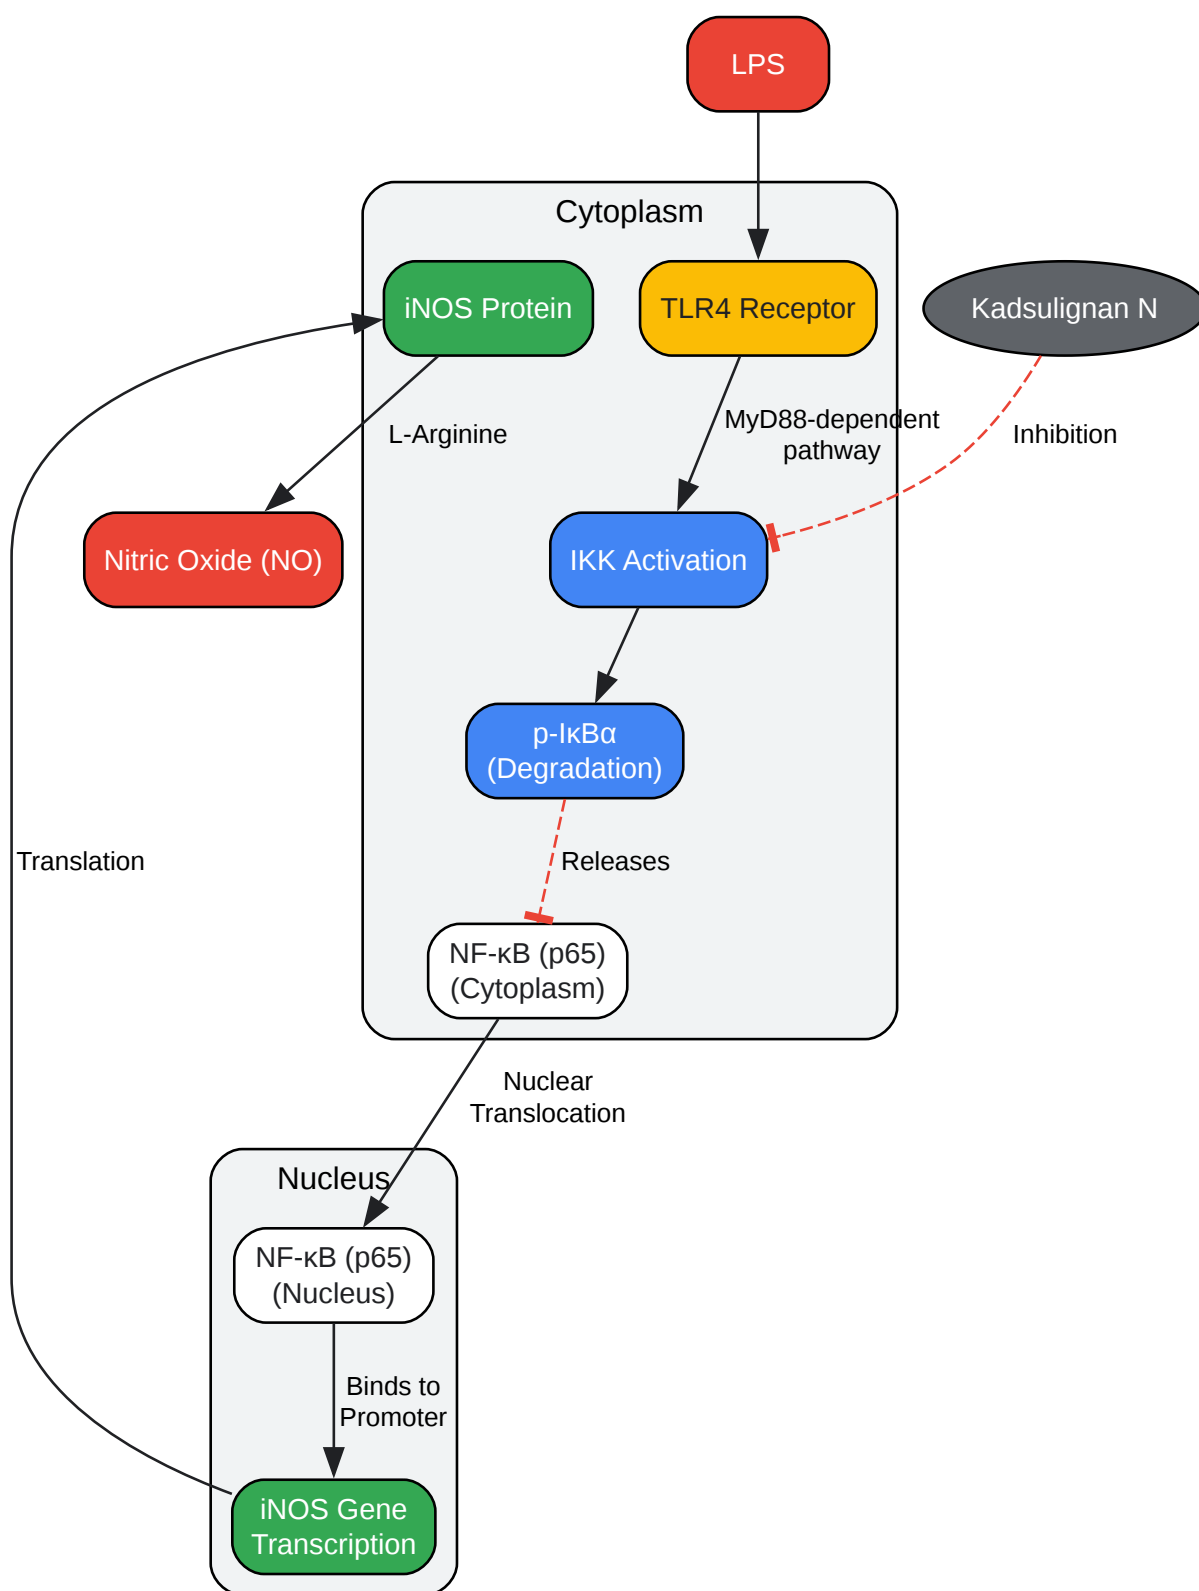 LPS
Cytoplasm
iNOS Protein
TLR4 Receptor
Kadsulignan N
L-Arginine
MyD88-dependent
pathway
Inhibition
Nitric Oxide (NO)
IKK Activation
p-IκBα
(Degradation)
Translation
Releases
NF-κB (p65)
(Cytoplasm)
Nuclear
Translocation
Nucleus
NF-κB (p65)
(Nucleus)
Binds to
Promoter
iNOS Gene
Transcription